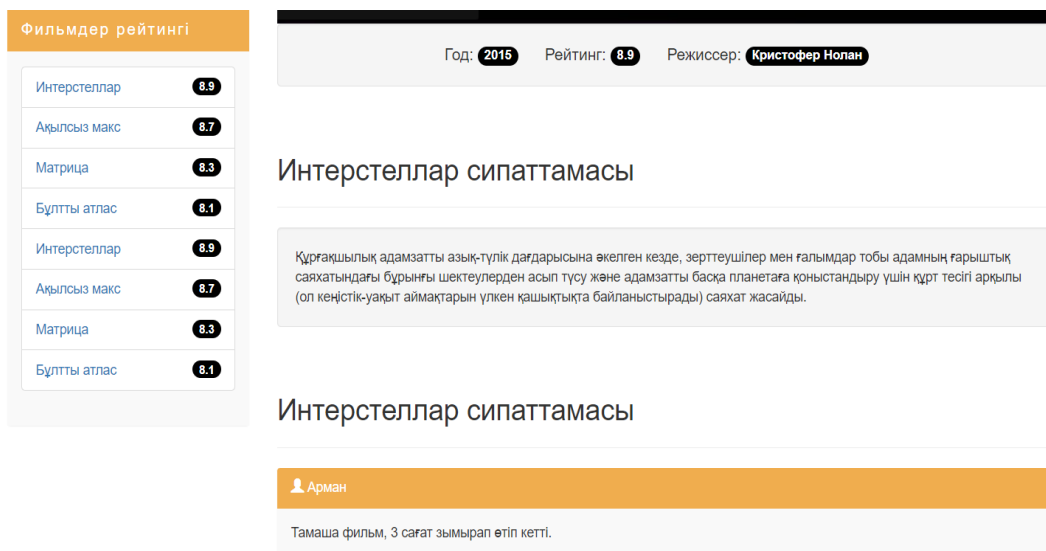 Фильмдер рейтингі
Интерстеллар 8.9
Ақылсыз макс 8.7
Матрица 8.3
Бұлтты атлас 8.1
Интерстеллар 8.9
Ақылсыз макс 8.7
Матрица 8.3
Бұлтты атлас 8.1
Год: 2015 Рейтинг: 8.9 Режиссер: Кристофер Нолан
Интерстеллар сипаттамасы
Құрғақшылық адамзатты азық-түлік дағдарысына әкелген кезде, зерттеушілер мен ғалымдар тобы адамның ғарыштық
саяхатындағы бұрынғы шектеулерден асып түсу және адамзатты басқа планетаға қоныстандыру үшін құрт тесігі арқылы
(ол кеңістік-уақыт аймақтарын үлкен қашықтықта байланыстырады) саяхат жасайды.
Интерстеллар сипаттамасы
Арман
Тамаша фильм, 3 сағат зымырап өтіп кетті.